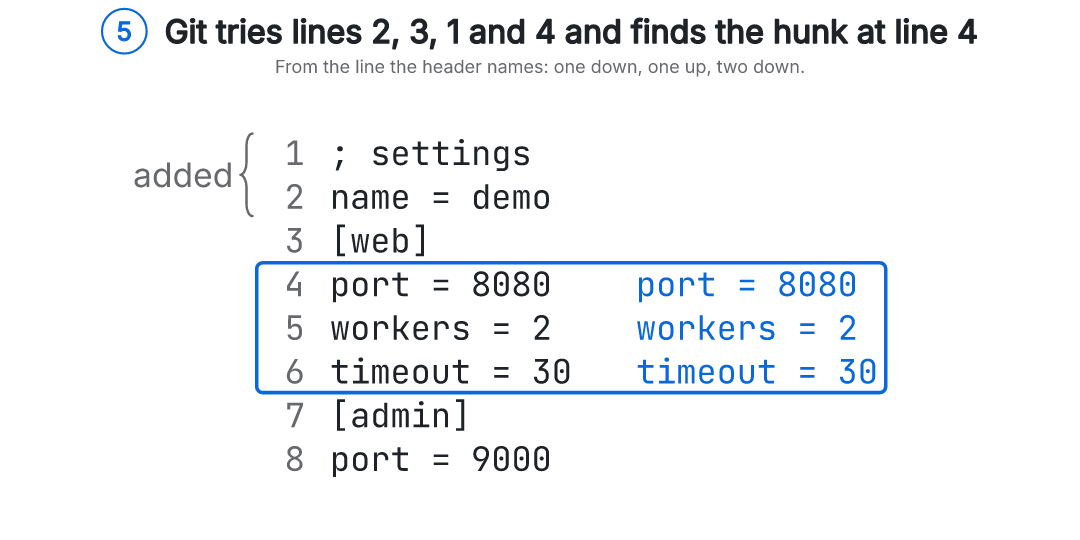 5 Git tries lines 2, 3, 1 and 4 and finds the hunk at line 4
From the line the header names: one down, one up, two down.
added
1 ; settings
2 name = demo
3 [web]
4 port = 8080 port = 8080
5 workers = 2 workers = 2
6 timeout = 30 timeout = 30
7 [admin]
8 port = 9000